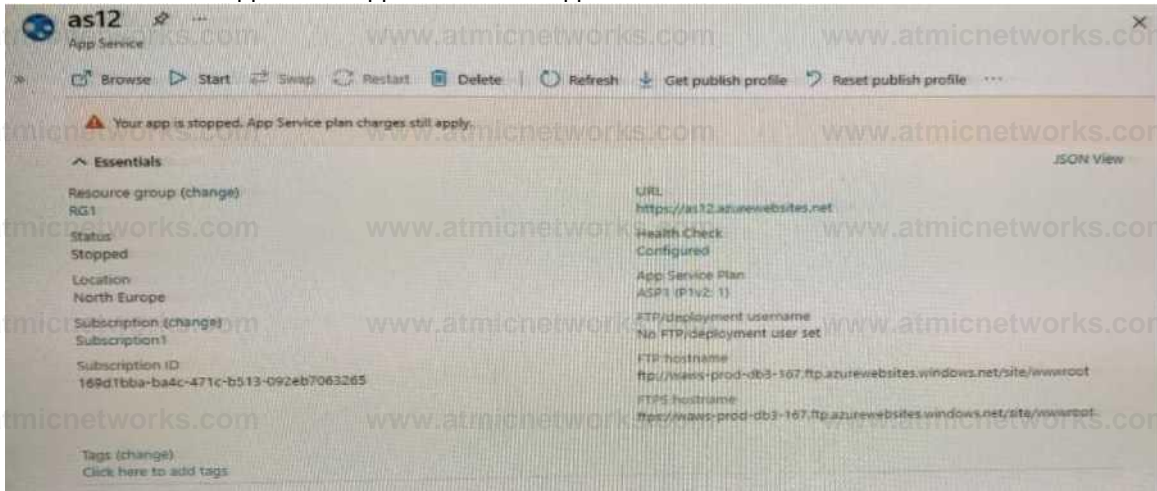 as12
App Service
Browse Start Swap Restart Delete Refresh Get publish profile Reset publish profile ...
Your app is stopped. App Service plan charges still apply.
Essentials
JSON View
Resource group (change)
RG1
Status
Stopped
Location
North Europe
Subscription (change)
Subscription1
Subscription ID
169d1bba-ba4c-471c-b513-092eb7063265
Tags (change)
Click here to add tags
URL
https://as12.azurewebsites.net
Health Check
Configured
App Service Plan
ASP1 (P1v2: 1)
FTP/deployment username
No FTP/deployment user set
FTP hostname
ftp://waws-prod-db3-167.ftp.azurewebsites.windows.net/site/wwwroot
FTPS hostname
ftps://waws-prod-db3-167.ftp.azurewebsites.windows.net/site/wwwroot
www.atmicnetworks.com